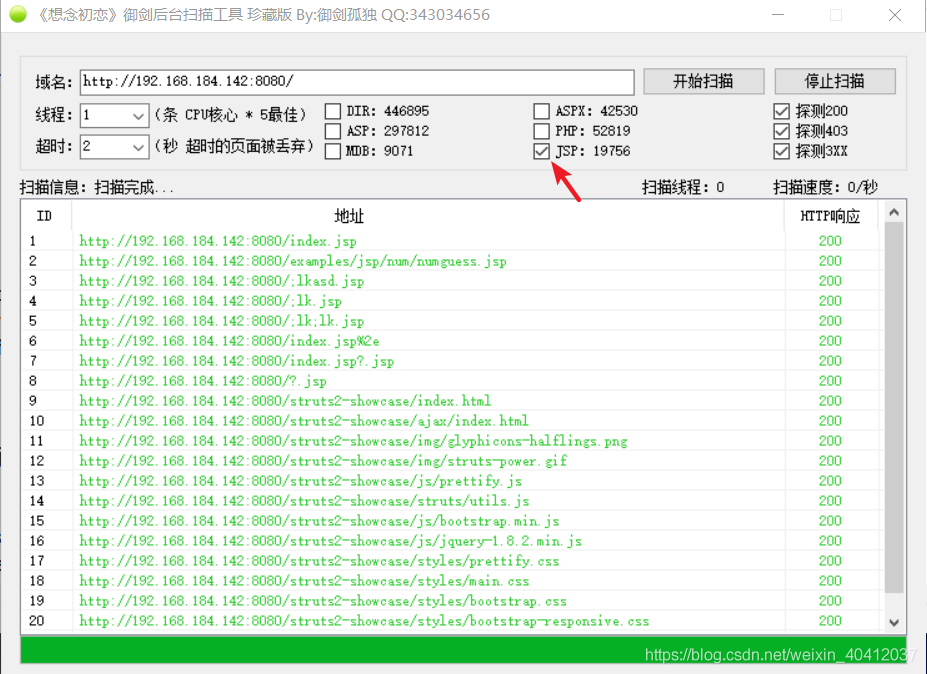 《想念初恋》御剑后台扫描工具 珍藏版 By:御剑孤独 QQ:343034656
域名: http://192.168.184.142:8080/ 开始扫描 停止扫描
线程: 1 (条 CPU核心 * 5最佳) DIR: 446895 ASPX: 42530 探测200
ASP: 297812 PHP: 52819 探测403
超时: 2 (秒 超时的页面被丢弃) MDB: 9071 JSP: 19756 探测3XX
扫描信息: 扫描完成... 扫描线程: 0 扫描速度: 0/秒
ID 地址 HTTP响应
1 http://192.168.184.142:8080/index.jsp 200
2 http://192.168.184.142:8080/examples/jsp/num/numguess.jsp 200
3 http://192.168.184.142:8080/;lkasd.jsp 200
4 http://192.168.184.142:8080/;lk.jsp 200
5 http://192.168.184.142:8080/;lk;lk.jsp 200
6 http://192.168.184.142:8080/index.jsp%2e 200
7 http://192.168.184.142:8080/index.jsp?.jsp 200
8 http://192.168.184.142:8080/?.jsp 200
9 http://192.168.184.142:8080/struts2-showcase/index.html 200
10 http://192.168.184.142:8080/struts2-showcase/ajax/index.html 200
11 http://192.168.184.142:8080/struts2-showcase/img/glyphicons-halflings.png 200
12 http://192.168.184.142:8080/struts2-showcase/img/struts-power.gif 200
13 http://192.168.184.142:8080/struts2-showcase/js/prettify.js 200
14 http://192.168.184.142:8080/struts2-showcase/struts/utils.js 200
15 http://192.168.184.142:8080/struts2-showcase/js/bootstrap.min.js 200
16 http://192.168.184.142:8080/struts2-showcase/js/jquery-1.8.2.min.js 200
17 http://192.168.184.142:8080/struts2-showcase/styles/prettify.css 200
18 http://192.168.184.142:8080/struts2-showcase/styles/main.css 200
19 http://192.168.184.142:8080/struts2-showcase/styles/bootstrap.css 200
20 http://192.168.184.142:8080/struts2-showcase/styles/bootstrap-responsive.css 200
https://blog.csdn.net/weixin_40412037